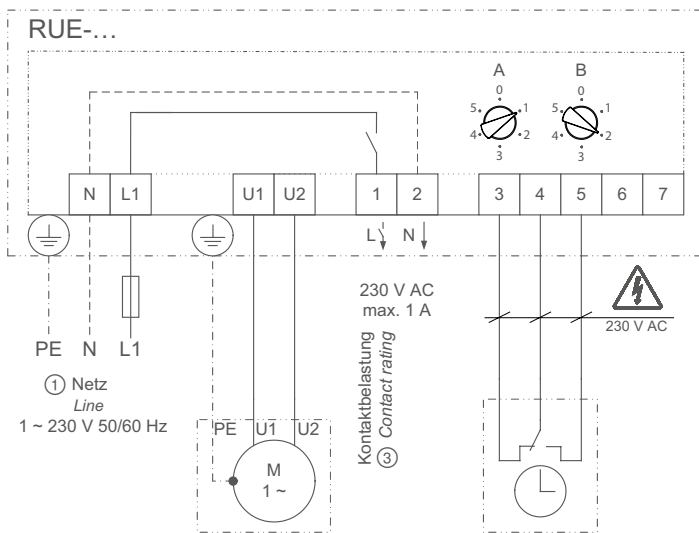 RUE-...
A B
0 0
5 1 5 1
4 2 4 2
3 3
N L1 U1 U2 1 2 3 4 5 6 7
L N
230 V AC
max. 1 A
230 V AC
PE N L1
① Netz
Line
1 ~ 230 V 50/60 Hz
Kontaktbelastung
③ Contact rating
PE U1 U2
M
1 ~